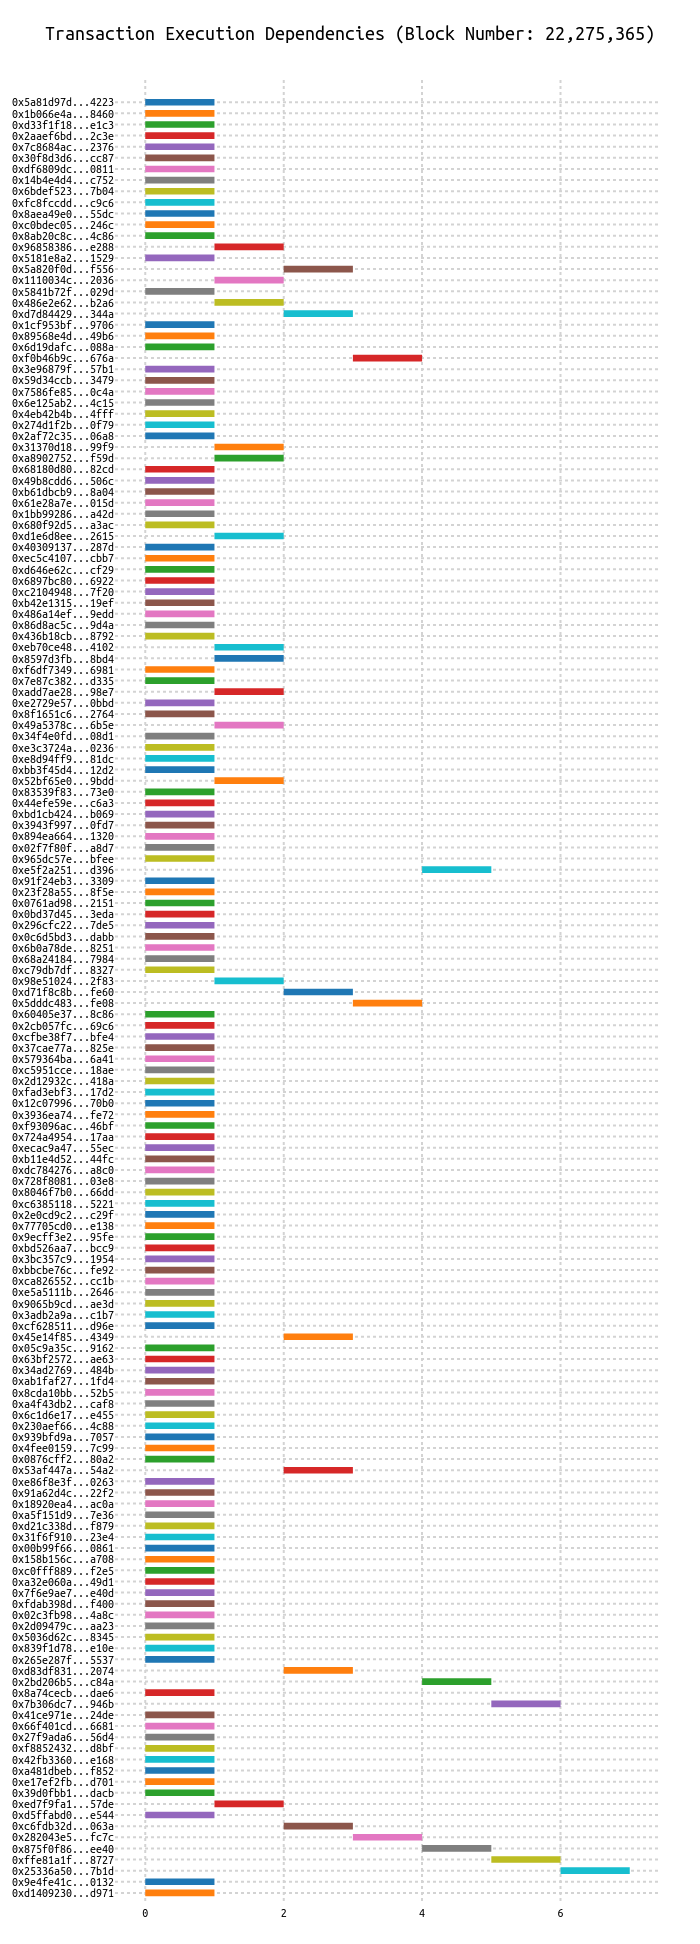 Transaction Execution Dependencies (Block Number: 22,275,365)
0x5a81d97d...4223
0x1b066e4a...8460
0xd33f1f18...e1c3
0x2aaef6bd...2c3e
0x7c8684ac...2376
0x30f8d3d6...cc87
0xdf6809dc...0811
0x14b4e4d4...c752
0x6bdef523...7b04
0xfc8fccdd...c9c6
0x8aea49e0...55dc
0xc0bdec05...246c
0x8ab20c8c...4c86
0x96858386...e288
0x5181e8a2...1529
0x5a820f0d...f556
0x1110034c...2036
0x5841b72f...029d
0x486e2e62...b2a6
0xd7d84429...344a
0x1cf953bf...9706
0x89568e4d...49b6
0x6d19dafc...088a
0xf0b46b9c...676a
0x3e96879f...57b1
0x59d34ccb...3479
0x7586fe85...0c4a
0x6e125ab2...4c15
0x4eb42b4b...4fff
0x274d1f2b...0f79
0x2af72c35...06a8
0x31370d18...99f9
0xa8902752...f59d
0x68180d80...82cd
0x49b8cdd6...506c
0xb61dbcb9...8a04
0x61e28a7e...015d
0x1bb99286...a42d
0x680f92d5...a3ac
0xd1e6d8ee...2615
0x40309137...287d
0xec5c4107...cbb7
0xd646e62c...cf29
0x6897bc80...6922
0xc2104948...7f20
0xb42e1315...19ef
0x486a14ef...9edd
0x86d8ac5c...9d4a
0x436b18cb...8792
0xeb70ce48...4102
0x8597d3fb...8bd4
0xf6df7349...6981
0x7e87c382...d335
0xadd7ae28...98e7
0xe2729e57...0bbd
0x8f1651c6...2764
0x49a5378c...6b5e
0x34f4e0fd...08d1
0xe3c3724a...0236
0xe8d94ff9...81dc
0xbb3f45d4...12d2
0x52bf65e0...9bdd
0x83539f83...73e0
0x44efe59e...c6a3
0xbd1cb424...b069
0x3943f997...0fd7
0x894ea664...1320
0x02f7f80f...a8d7
0x965dc57e...bfee
0xe5f2a251...d396
0x91f24eb3...3309
0x23f28a55...8f5e
0x0761ad98...2151
0x0bd37d45...3eda
0x296cfc22...7de5
0x0c6d5bd3...dabb
0x6b0a78de...8251
0x68a24184...7984
0xc79db7df...8327
0x98e51024...2f83
0xd71f8c8b...fe60
0x5dddc483...fe08
0x60405e37...8c86
0x2cb057fc...69c6
0xcfbe38f7...bfe4
0x37cae77a...825e
0x579364ba...6a41
0xc5951cce...18ae
0x2d12932c...418a
0xfad3ebf3...17d2
0x12c07996...70b0
0x3936ea74...fe72
0xf93096ac...46bf
0x724a4954...17aa
0xecac9a47...55ec
0xb11e4d52...44fc
0xdc784276...a8c0
0x728f8081...03e8
0x8046f7b0...66dd
0xc6385118...5221
0x2e0cd9c2...c29f
0x77705cd0...e138
0x9ecff3e2...95fe
0xbd526aa7...bcc9
0x3bc357c9...1954
0xbbcbe76c...fe92
0xca826552...cc1b
0xe5a5111b...2646
0x9065b9cd...ae3d
0x3adb2a9a...c1b7
0xcf628511...d96e
0x45e14f85...4349
0x05c9a35c...9162
0x63bf2572...ae63
0x34ad2769...484b
0xab1faf27...1fd4
0x8cda10bb...52b5
0xa4f43db2...caf8
0x6c1d6e17...e455
0x230aef66...4c88
0x939bfd9a...7057
0x4fee0159...7c99
0x0876cff2...80a2
0x53af447a...54a2
0xe86f8e3f...0263
0x91a62d4c...22f2
0x18920ea4...ac0a
0xa5f151d9...7e36
0xd21c338d...f879
0x31f6f910...23e4
0x00b99f66...0861
0x158b156c...a708
0xc0fff889...f2e5
0xa32e060a...49d1
0x7f6e9ae7...e40d
0xfdab398d...f400
0x02c3fb98...4a8c
0x2d09479c...aa23
0x5036d62c...8345
0x839f1d78...e10e
0x265e287f...5537
0xd83df831...2074
0x2bd206b5...c84a
0x8a74cecb...dae6
0x7b306dc7...946b
0x41ce971e...24de
0x66f401cd...6681
0x27f9ada6...56d4
0xf8852432...d8bf
0x42fb3360...e168
0xa481dbeb...f852
0xe17ef2fb...d701
0x39d0fbb1...dacb
0xed7f9fa1...57de
0xd5ffabd0...e544
0xc6fdb32d...063a
0x282043e5...fc7c
0x875f0f86...ee40
0xffe81a1f...8727
0x25336a50...7b1d
0x9e4fe41c...0132
0xd1409230...d971
0 2 4 6